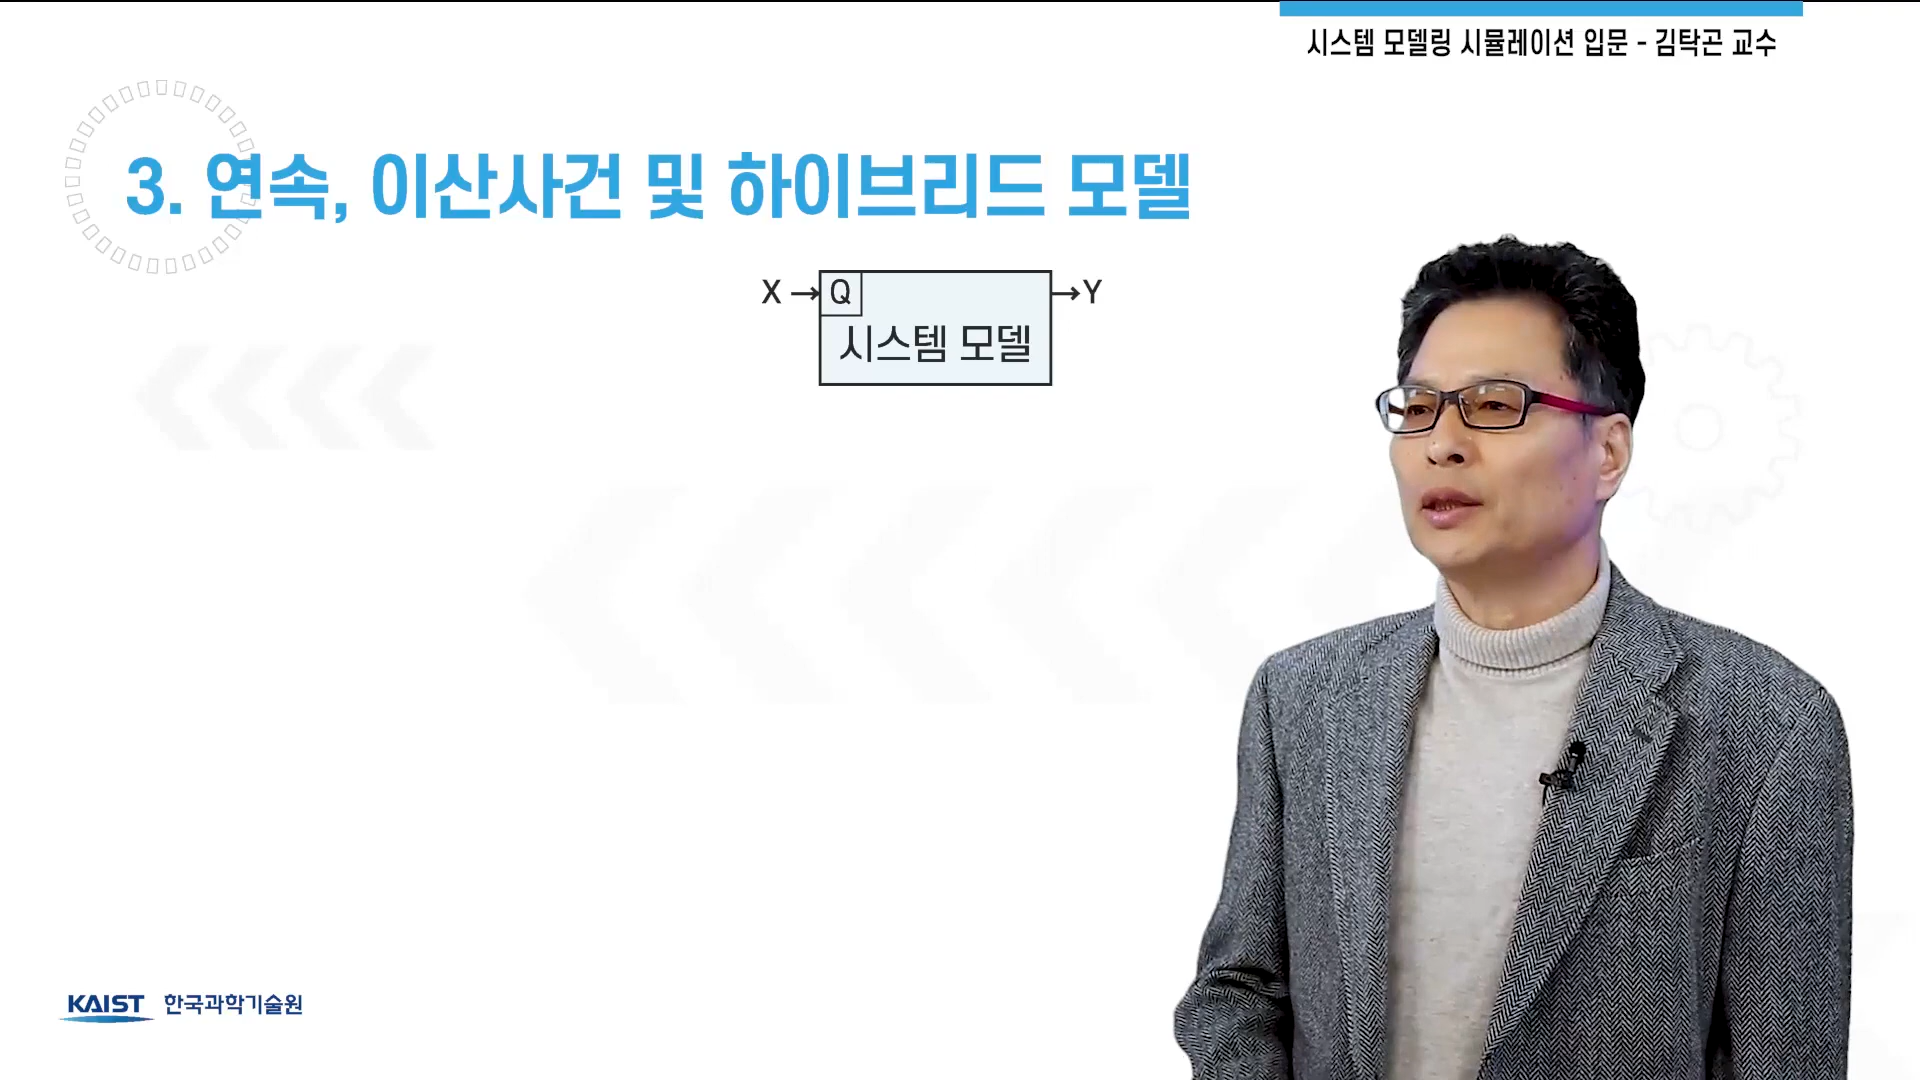 시스템 모델링 시뮬레이션 입문 - 김탁곤 교수
3. 연속, 이산사건 및 하이브리드 모델
X → Q → Y
시스템 모델
KAIST 한국과학기술원